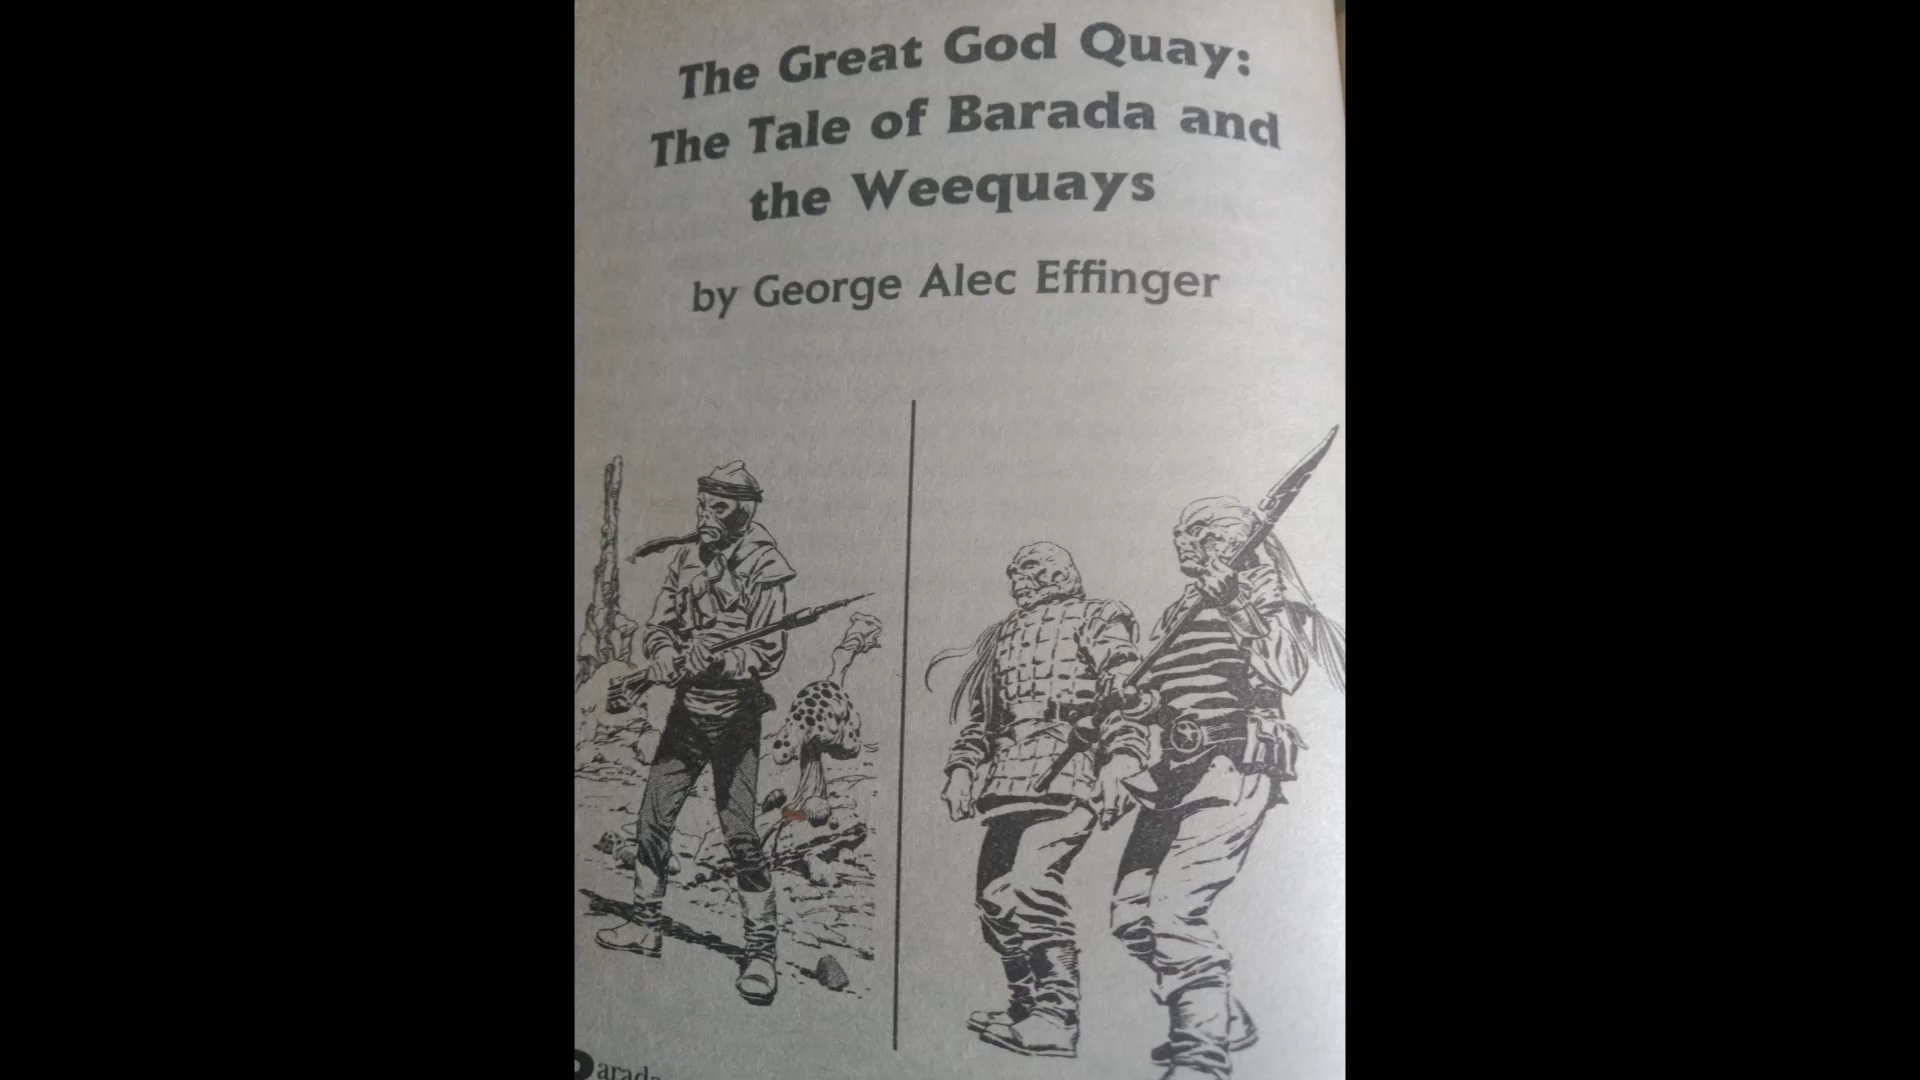 The Great God Quay:
The Tale of Barada and
the Weequays
by George Alec Effinger